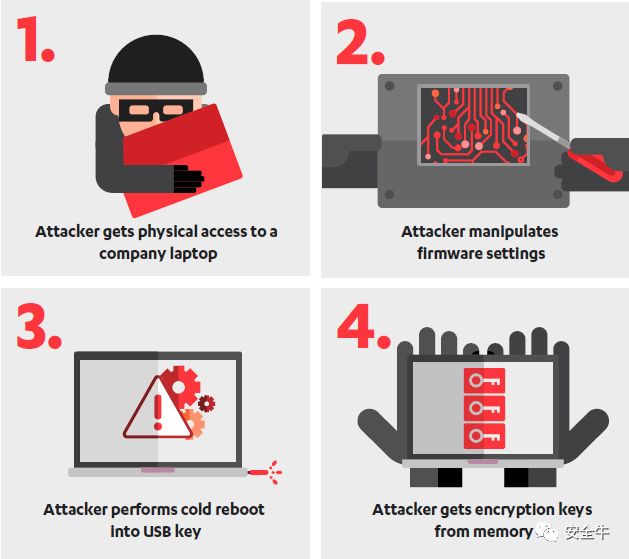 1.
Attacker gets physical access to a
company laptop
2.
Attacker manipulates
firmware settings
3.
Attacker performs cold reboot
into USB key
4.
Attacker gets encryption keys
from memory
安全牛